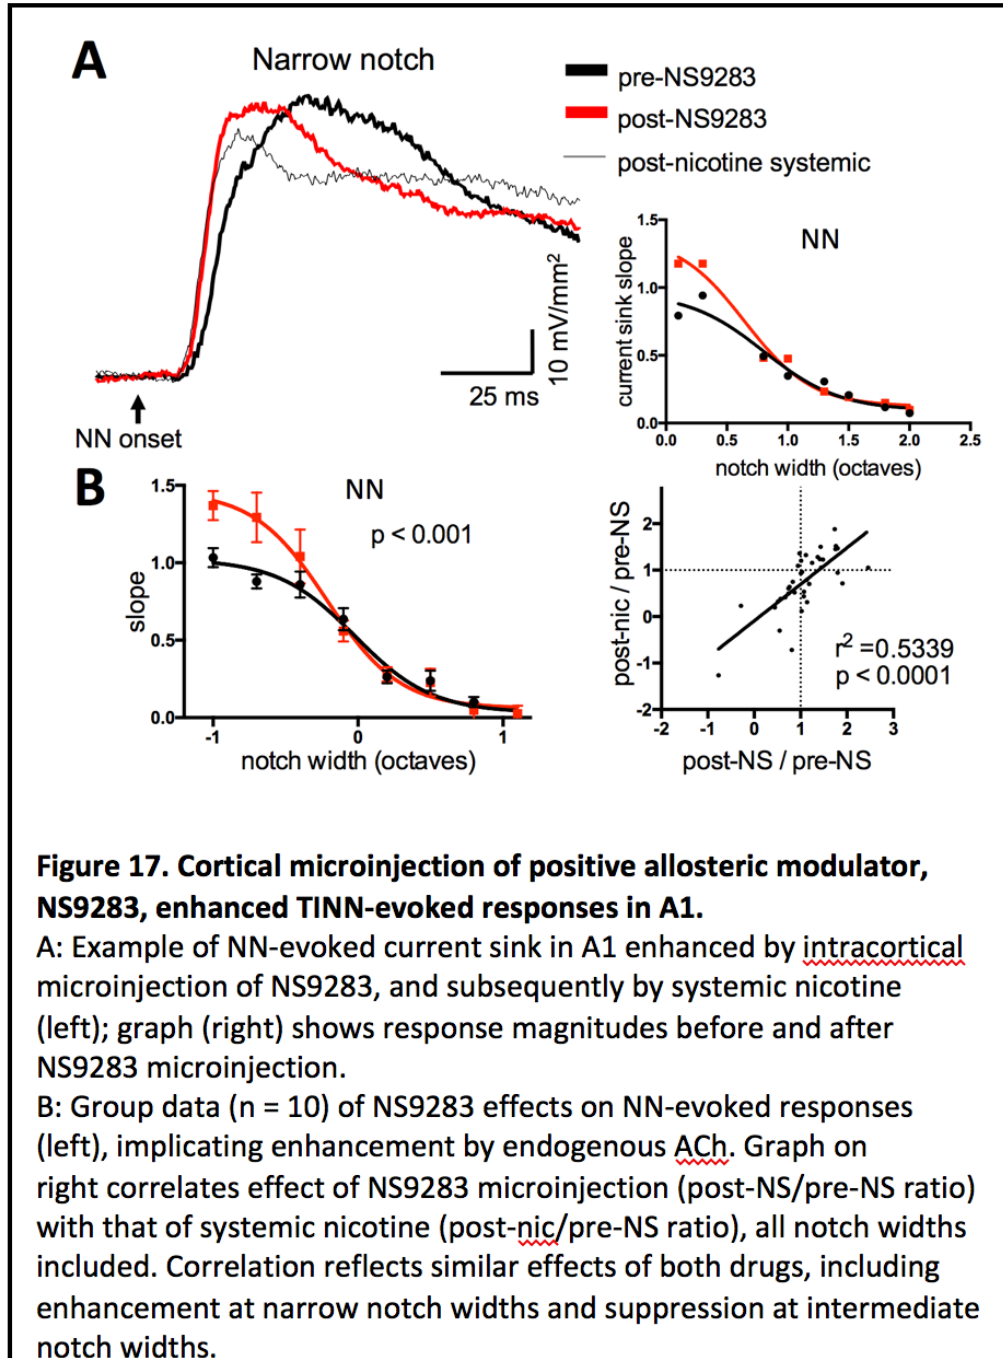 A
Narrow notch
pre-NS9283
post-NS9283
post-nicotine systemic
10 mV/mm²
25 ms
NN onset
NN
current sink slope
1.5
1.0
0.5
0.0
0.0 0.5 1.0 1.5 2.0 2.5
notch width (octaves)
B
NN
p < 0.001
slope
1.5
1.0
0.5
0.0
-1 0 1
notch width (octaves)
post-nic / pre-NS
2
1
0
-1
-2
r² =0.5339
p < 0.0001
-2 -1 0 1 2 3
post-NS / pre-NS
Figure 17. Cortical microinjection of positive allosteric modulator,
NS9283, enhanced TINN-evoked responses in A1.
A: Example of NN-evoked current sink in A1 enhanced by intracortical
microinjection of NS9283, and subsequently by systemic nicotine
(left); graph (right) shows response magnitudes before and after
NS9283 microinjection.
B: Group data (n = 10) of NS9283 effects on NN-evoked responses
(left), implicating enhancement by endogenous ACh. Graph on
right correlates effect of NS9283 microinjection (post-NS/pre-NS ratio)
with that of systemic nicotine (post-nic/pre-NS ratio), all notch widths
included. Correlation reflects similar effects of both drugs, including
enhancement at narrow notch widths and suppression at intermediate
notch widths.